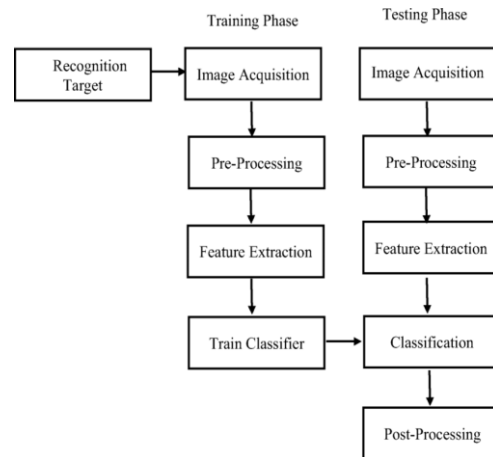 Training Phase
Testing Phase
Recognition
Target
Image Acquisition
Image Acquisition
Pre-Processing
Pre-Processing
Feature Extraction
Feature Extraction
Train Classifier
Classification
Post-Processing